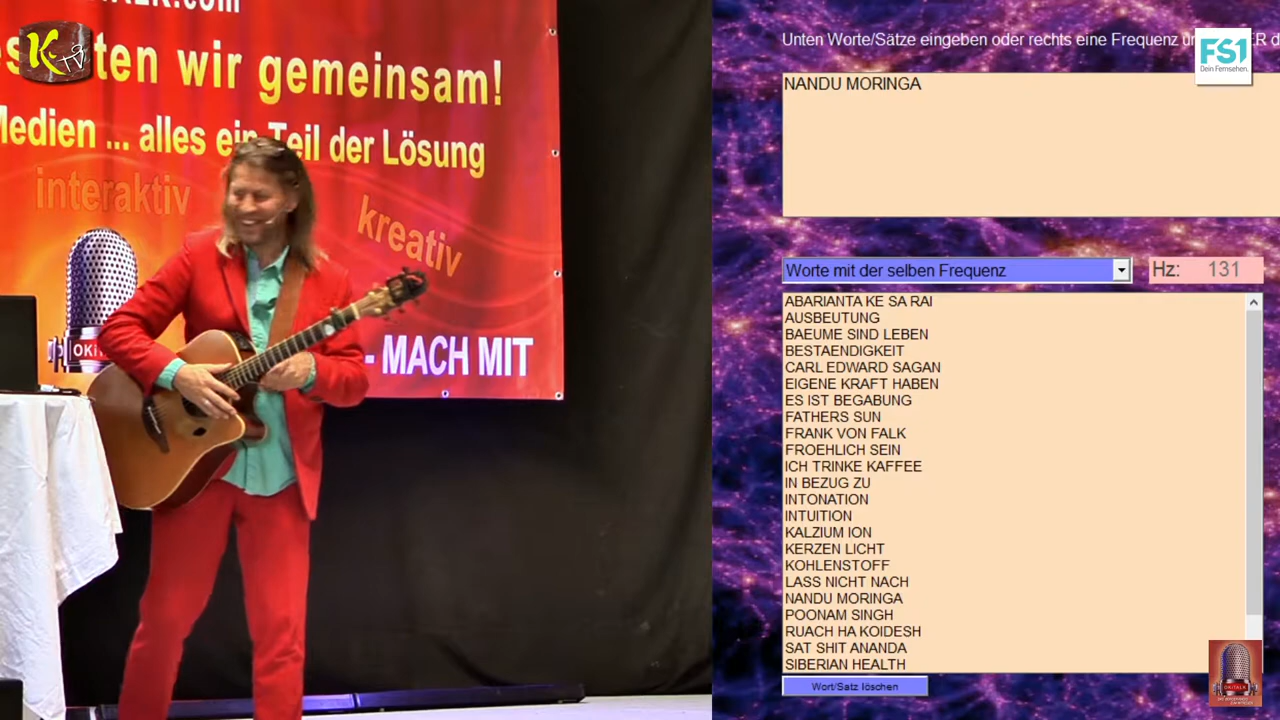 K TV
ten wir gemeinsam!
Medien ... alles ein Teil der Lösung
interaktiv
kreativ
- MACH MIT
Unten Worte/Sätze eingeben oder rechts eine Frequenz
FS1
Dein Fernsehen.
NANDU MORINGA
Worte mit der selben Frequenz
Hz: 131
ABARIANTA KE SA RAI
AUSBEUTUNG
BAEUME SIND LEBEN
BESTAENDIGKEIT
CARL EDWARD SAGAN
EIGENE KRAFT HABEN
ES IST BEGABUNG
FATHERS SUN
FRANK VON FALK
FROEHLICH SEIN
ICH TRINKE KAFFEE
IN BEZUG ZU
INTONATION
INTUITION
KALZIUM ION
KERZEN LICHT
KOHLENSTOFF
LASS NICHT NACH
NANDU MORINGA
POONAM SINGH
RUACH HA KOIDESH
SAT SHIT ANANDA
SIBERIAN HEALTH
Wort/Satz löschen
OKiTALK